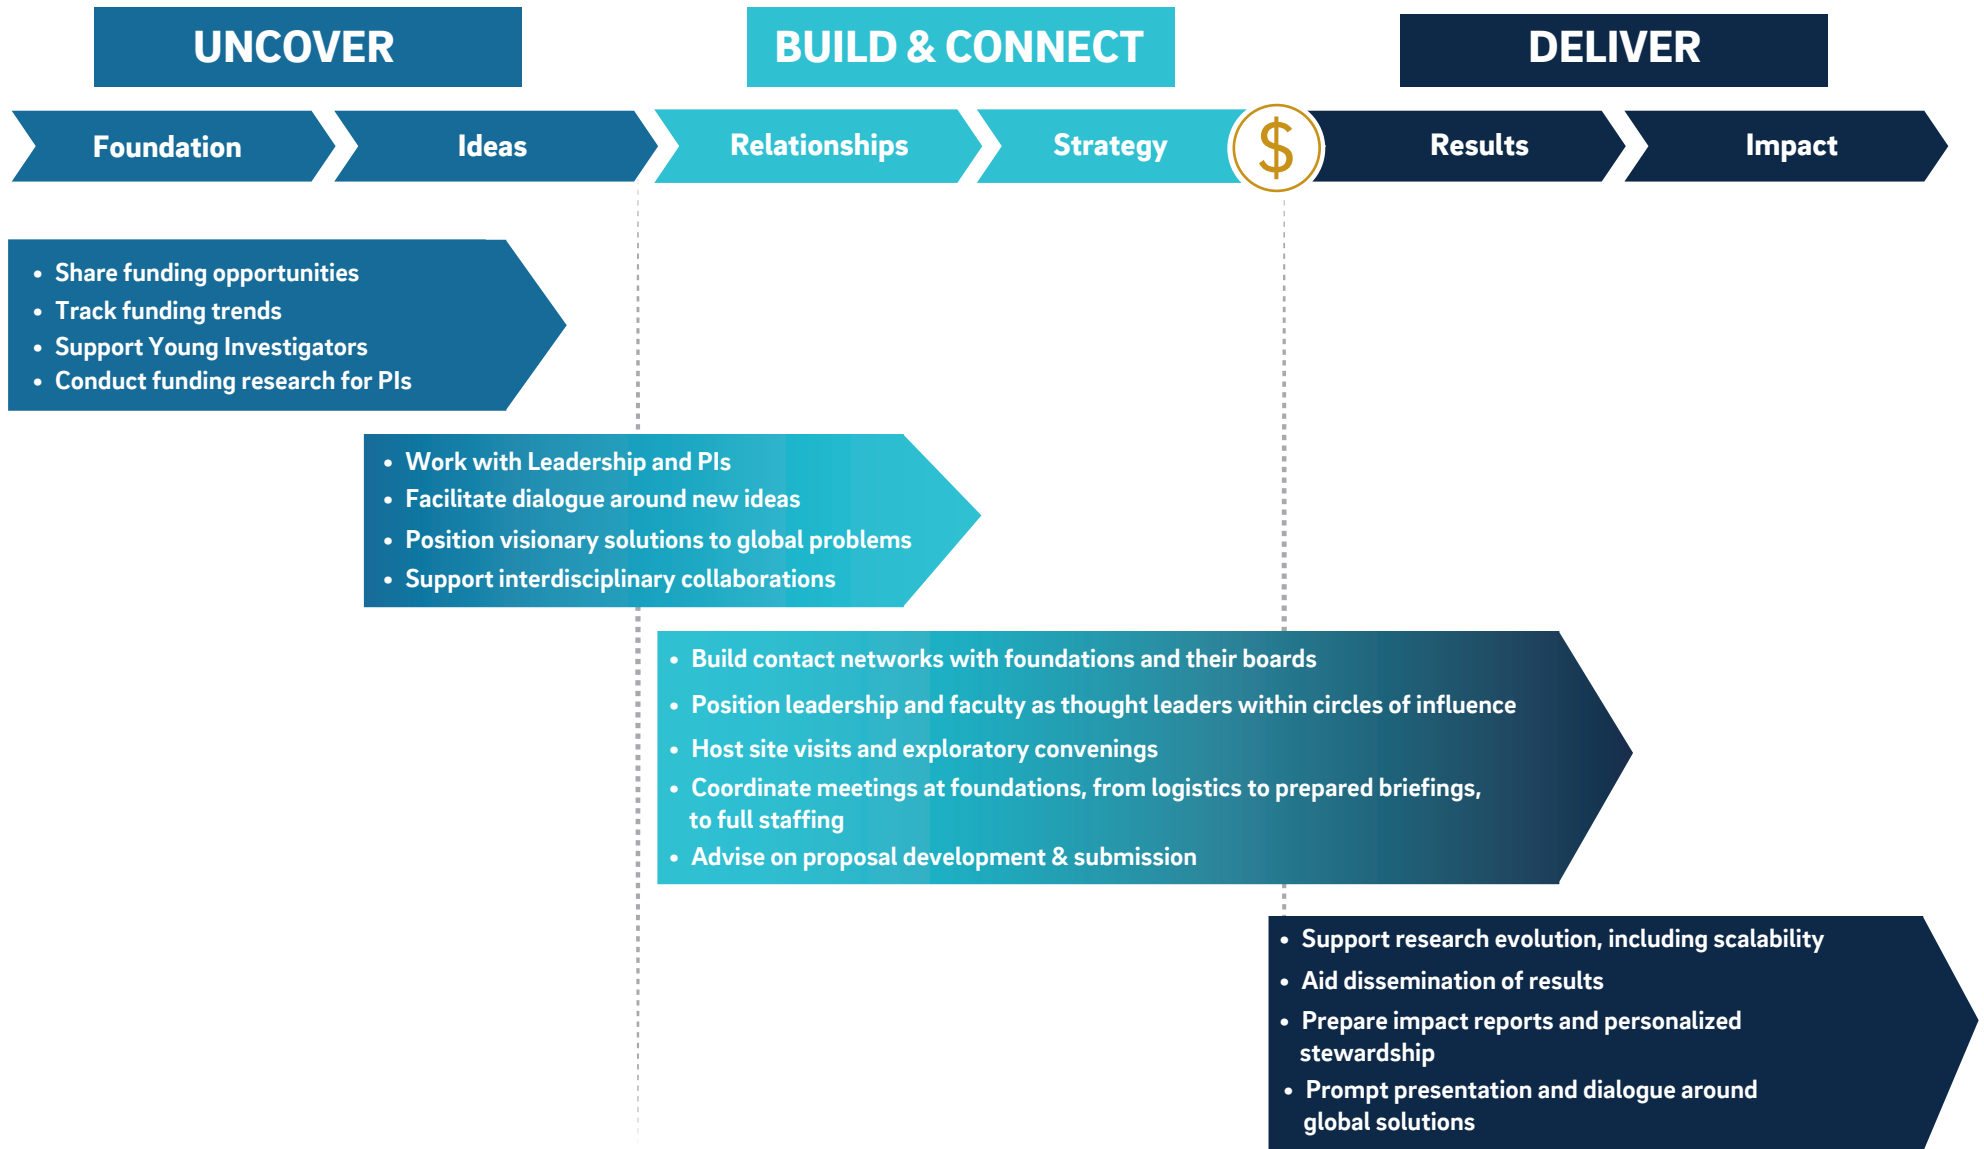 UNCOVER
BUILD & CONNECT
DELIVER
Foundation
Ideas
Relationships
Strategy
$
Results
Impact
• Share funding opportunities
• Track funding trends
• Support Young Investigators
• Conduct funding research for PIs
• Work with Leadership and PIs
• Facilitate dialogue around new ideas
• Position visionary solutions to global problems
• Support interdisciplinary collaborations
• Build contact networks with foundations and their boards
• Position leadership and faculty as thought leaders within circles of influence
• Host site visits and exploratory convenings
• Coordinate meetings at foundations, from logistics to prepared briefings,
to full staffing
• Advise on proposal development & submission
• Support research evolution, including scalability
• Aid dissemination of results
• Prepare impact reports and personalized
stewardship
• Prompt presentation and dialogue around
global solutions